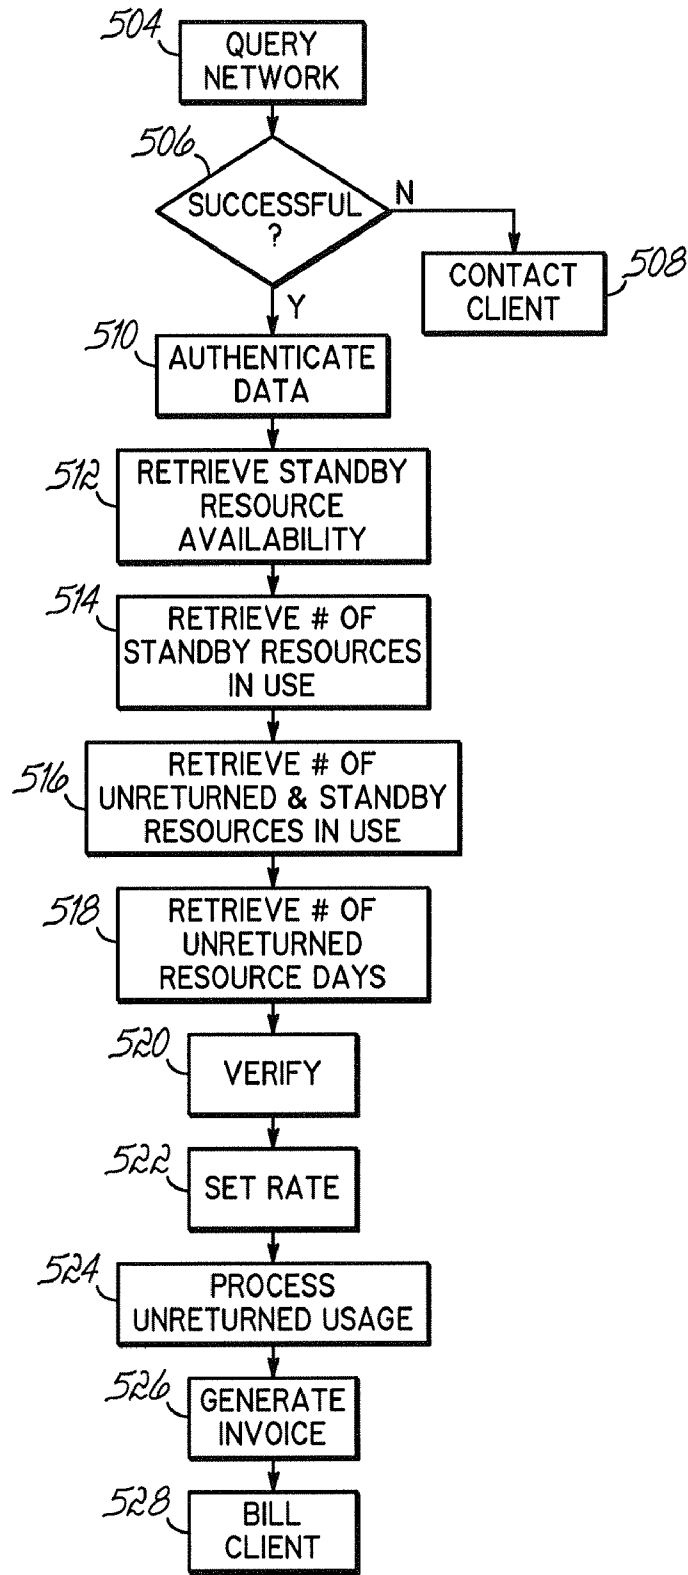 504
QUERY
NETWORK
506
SUCCESSFUL
?
N
508
CONTACT
CLIENT
Y
510
AUTHENTICATE
DATA
512
RETRIEVE STANDBY
RESOURCE
AVAILABILITY
514
RETRIEVE # OF
STANDBY RESOURCES
IN USE
516
RETRIEVE # OF
UNRETURNED & STANDBY
RESOURCES IN USE
518
RETRIEVE # OF
UNRETURNED
RESOURCE DAYS
520
VERIFY
522
SET RATE
524
PROCESS
UNRETURNED USAGE
526
GENERATE
INVOICE
528
BILL
CLIENT